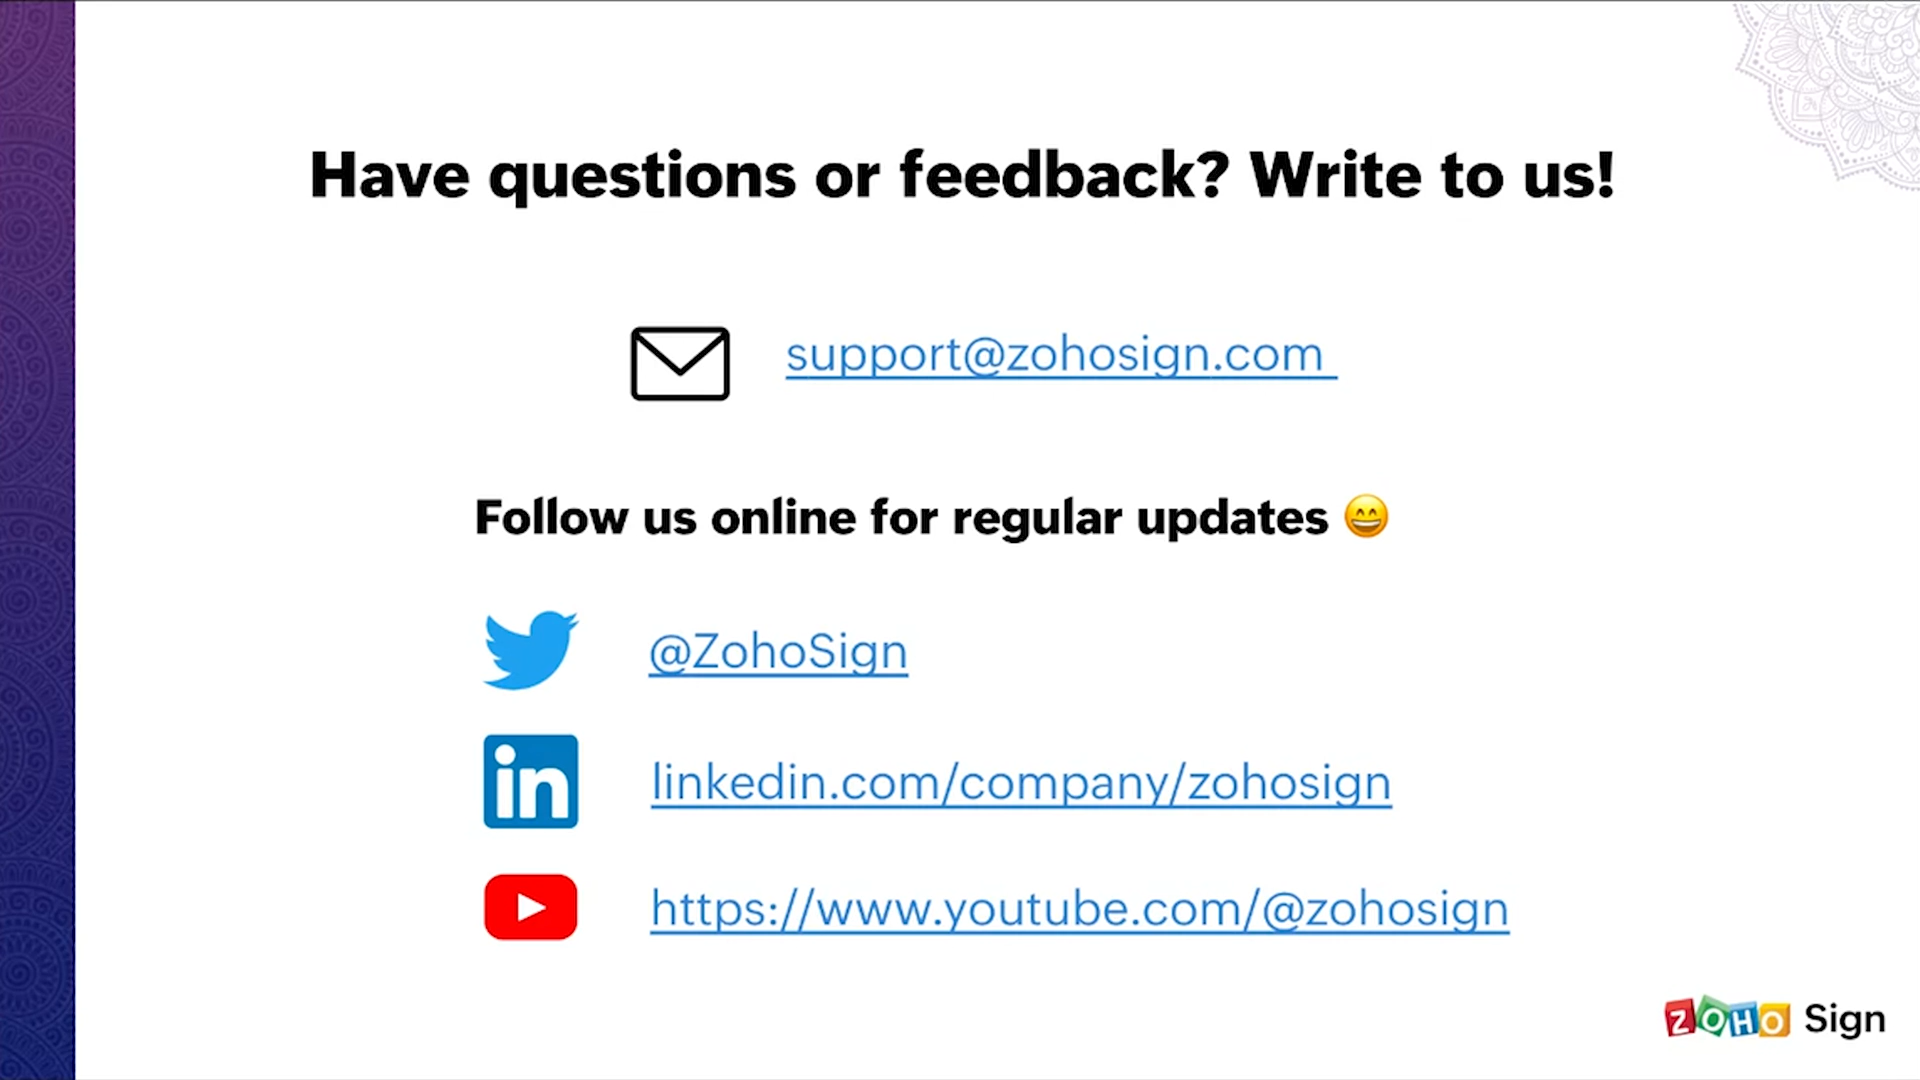 Have questions or feedback? Write to us!
support@zohosign.com
Follow us online for regular updates 😄
@ZohoSign
in linkedin.com/company/zohosign
https://www.youtube.com/@zohosign
ZOHO Sign